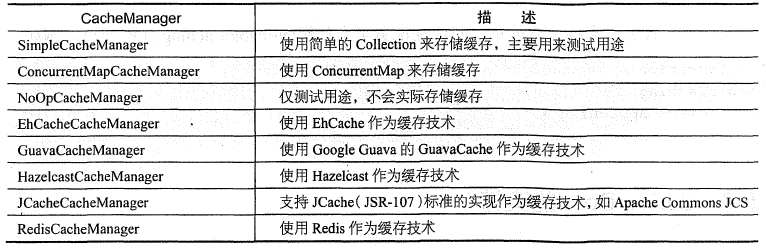 CacheManager 描 述
SimpleCacheManager 使用简单的 Collection 来存储缓存，主要用来测试用途
ConcurrentMapCacheManager 使用 ConcurrentMap 来存储缓存
NoOpCacheManager 仅测试用途，不会实际存储缓存
EhCacheCacheManager 使用 EhCache 作为缓存技术
GuavaCacheManager 使用 Google Guava 的 GuavaCache 作为缓存技术
HazelcastCacheManager 使用 Hazelcast 作为缓存技术
JCacheCacheManager 支持 JCache（JSR-107）标准的实现作为缓存技术，如 Apache Commons JCS
RedisCacheManager 使用 Redis 作为缓存技术